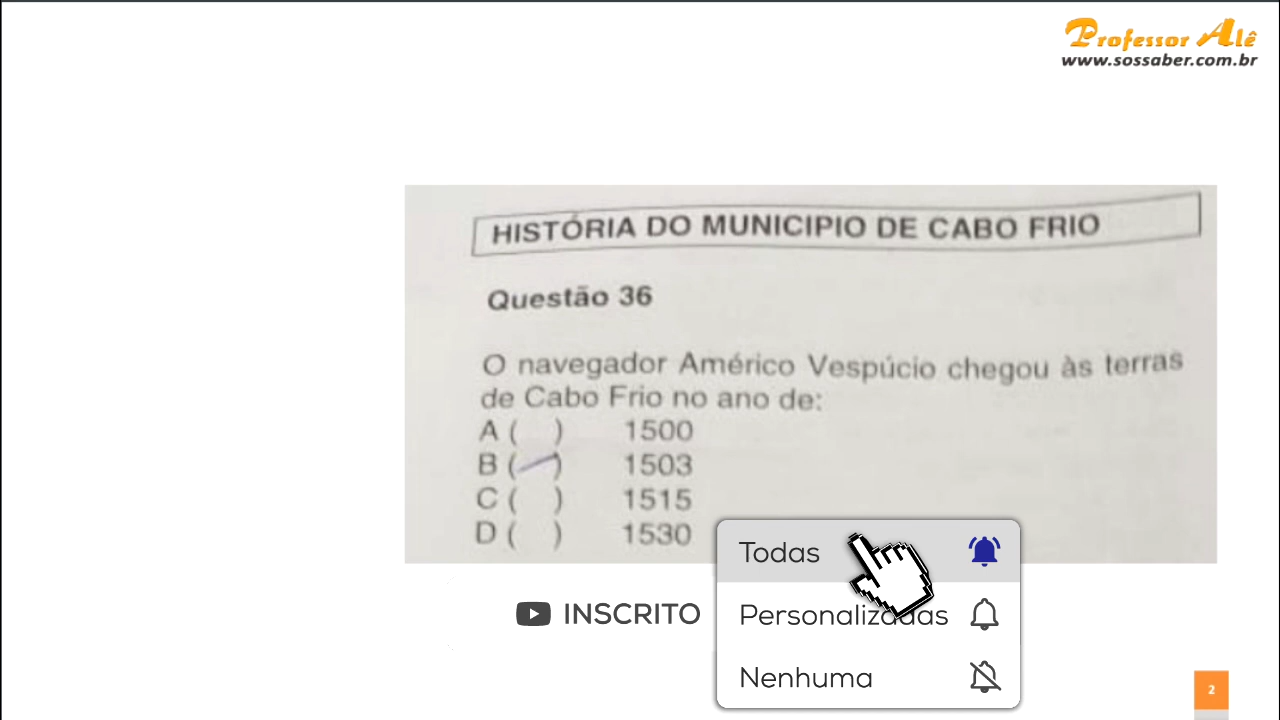 Professor Alê
www.sossaber.com.br
HISTÓRIA DO MUNICIPIO DE CABO FRIO
Questão 36
O navegador Américo Vespúcio chegou às terras
de Cabo Frio no ano de:
A ( ) 1500
B ( ) 1503
C ( ) 1515
D ( ) 1530
INSCRITO
Todas
Personalizadas
Nenhuma
2